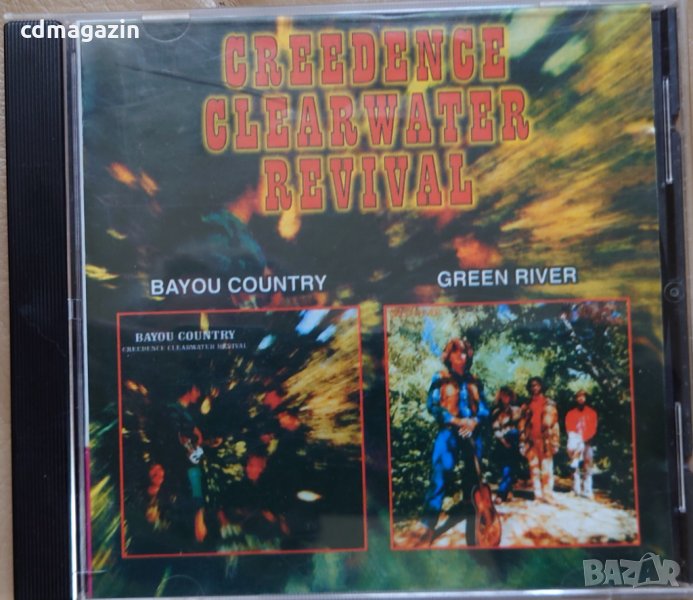 cdmagazin
CREEDENCE
CLEARWATER
REVIVAL
BAYOU COUNTRY
GREEN RIVER
BAYOU COUNTRY
CREEDENCE CLEARWATER REVIVAL
BAZAR